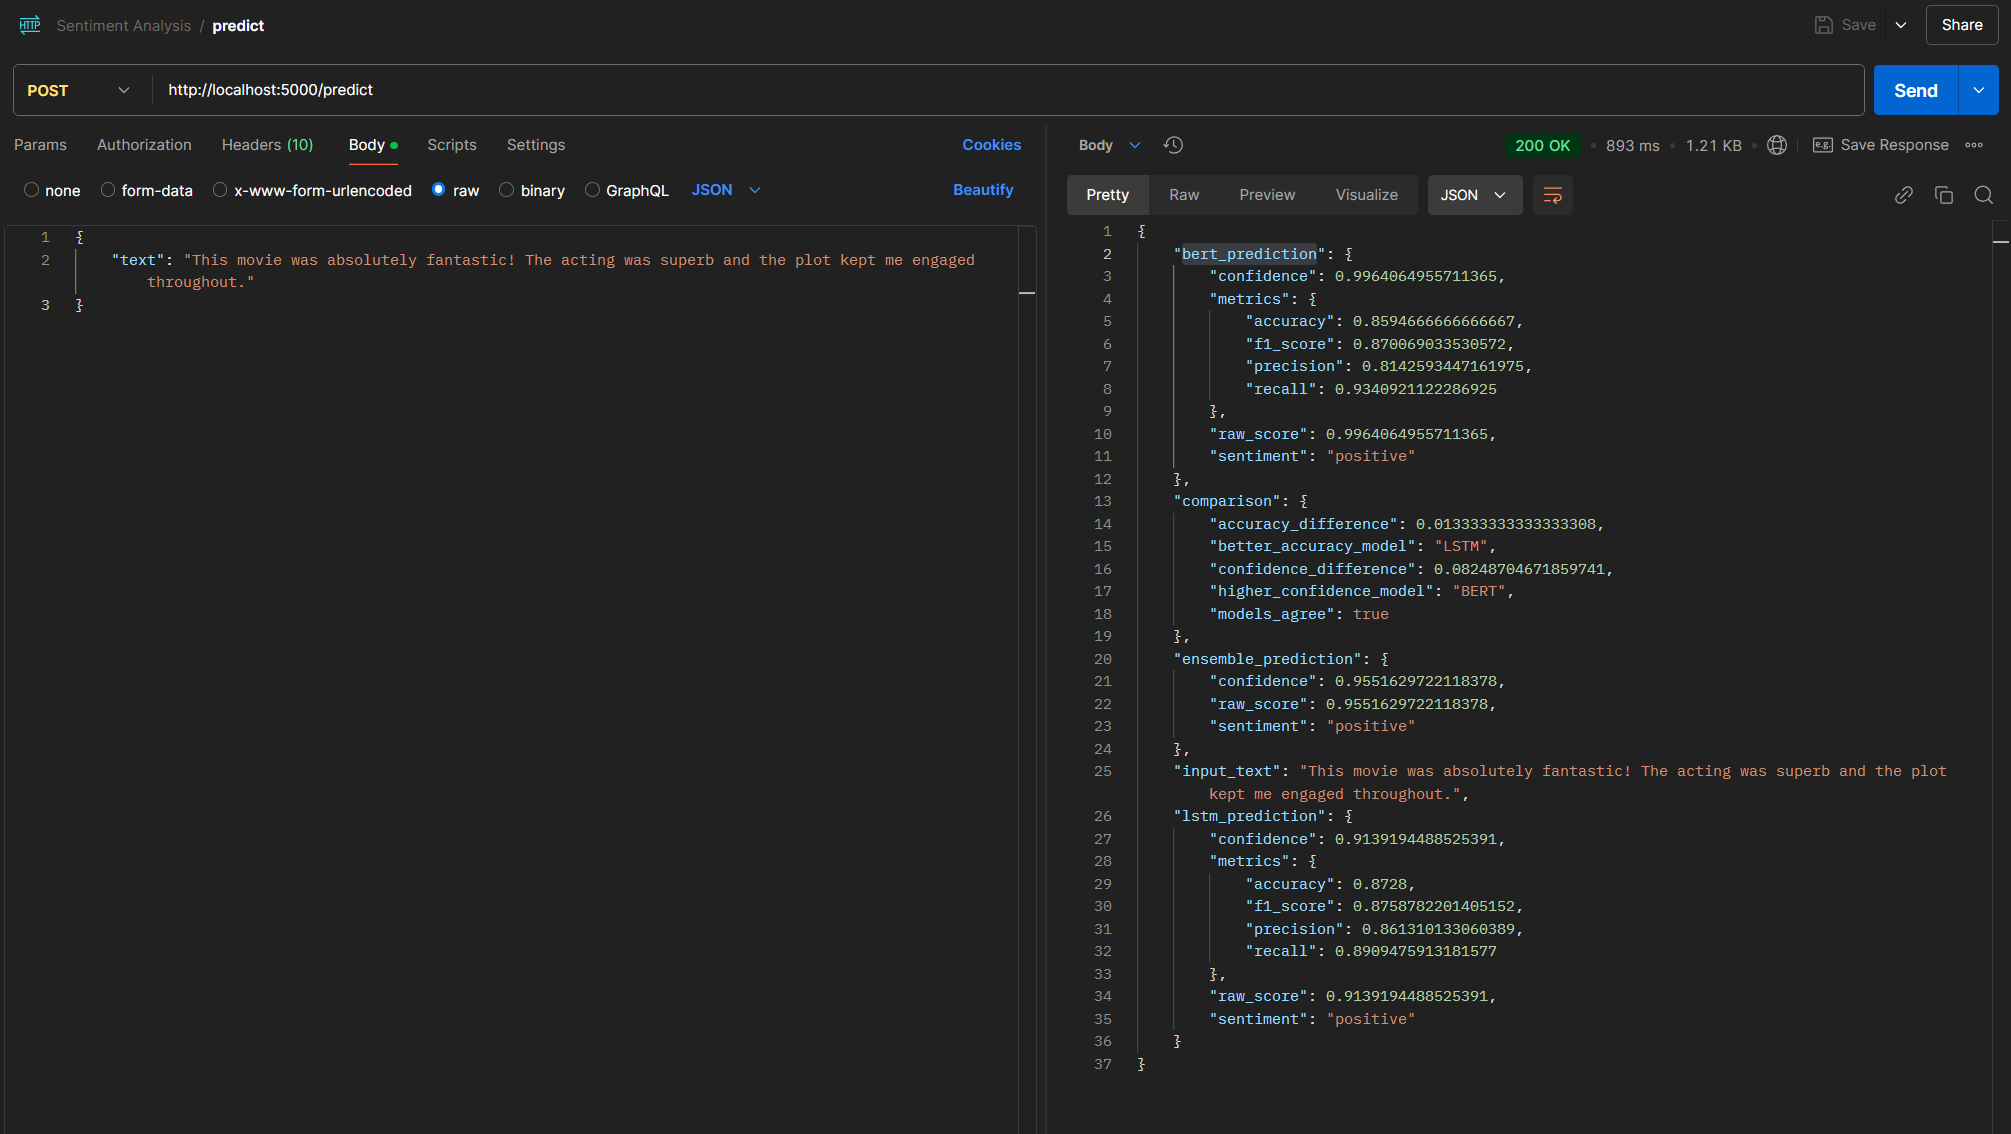 HTTP Sentiment Analysis / predict Save Share
POST http://localhost:5000/predict Send
Params Authorization Headers (10) Body Scripts Settings Cookies
none form-data x-www-form-urlencoded raw binary GraphQL JSON Beautify
1 {
2 "text": "This movie was absolutely fantastic! The acting was superb and the plot kept me engaged
throughout."
3 }
Body 200 OK 893 ms 1.21 KB e.g. Save Response
Pretty Raw Preview Visualize JSON
1 {
2 "bert_prediction": {
3 "confidence": 0.9964064955711365,
4 "metrics": {
5 "accuracy": 0.8594666666666667,
6 "f1_score": 0.870069033530572,
7 "precision": 0.8142593447161975,
8 "recall": 0.9340921122286925
9 },
10 "raw_score": 0.9964064955711365,
11 "sentiment": "positive"
12 },
13 "comparison": {
14 "accuracy_difference": 0.013333333333333308,
15 "better_accuracy_model": "LSTM",
16 "confidence_difference": 0.08248704671859741,
17 "higher_confidence_model": "BERT",
18 "models_agree": true
19 },
20 "ensemble_prediction": {
21 "confidence": 0.9551629722118378,
22 "raw_score": 0.9551629722118378,
23 "sentiment": "positive"
24 },
25 "input_text": "This movie was absolutely fantastic! The acting was superb and the plot
kept me engaged throughout.",
26 "lstm_prediction": {
27 "confidence": 0.9139194488525391,
28 "metrics": {
29 "accuracy": 0.8728,
30 "f1_score": 0.8758782201405152,
31 "precision": 0.861310133060389,
32 "recall": 0.8909475913181577
33 },
34 "raw_score": 0.9139194488525391,
35 "sentiment": "positive"
36 }
37 }